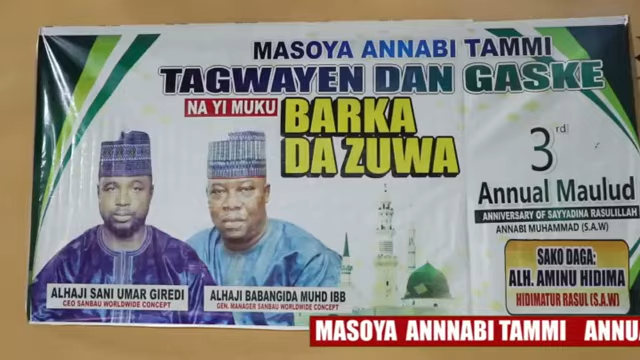 MASOYA ANNABI TAMMI
TAGWAYEN DAN GASKE
NA YI MUKU
BARKA
DA ZUWA
3rd
Annual Maulud
ANNIVERSARY OF SAYYADINA RASULILLAH
ANNABI MUHAMMAD (S.A.W)
SAKO DAGA:
ALH. AMINU HIDIMA
HIDIMATUR RASUL (S.A.W)
ALHAJI SANI UMAR GIREDI
CEO SANBAU WORLDWIDE CONCEPT
ALHAJI BABANGIDA MUHD IBB
GEN. MANAGER SANBAU WORLDWIDE CONCEPT
MASOYA ANNNABI TAMMI ANNU